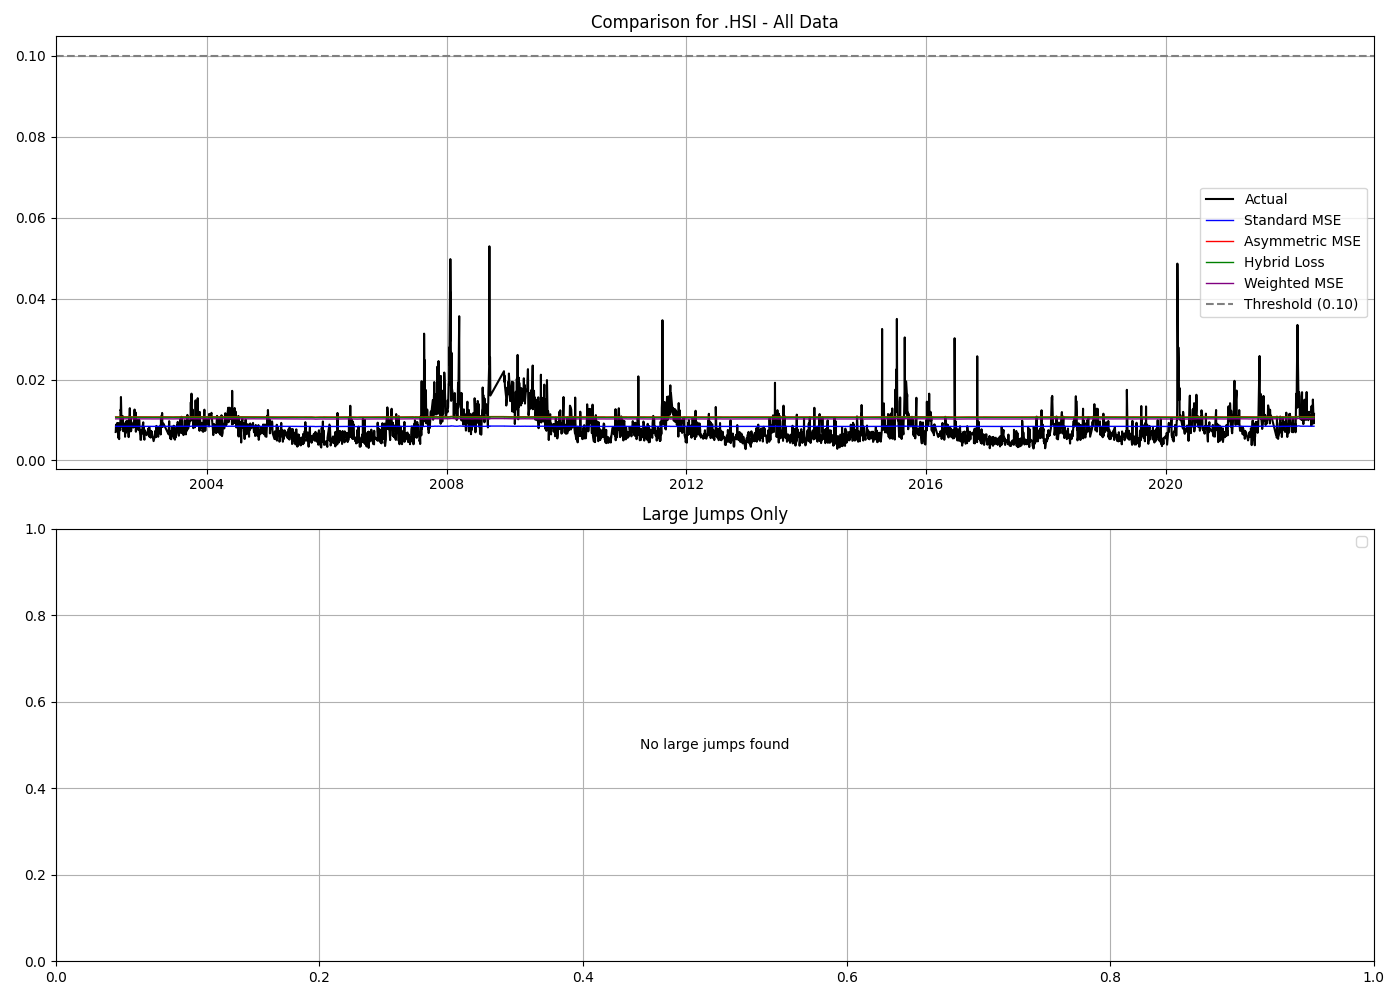 Comparison for .HSI - All Data
0.10
0.08
0.06
0.04
0.02
0.00
Actual
Standard MSE
Asymmetric MSE
Hybrid Loss
Weighted MSE
Threshold (0.10)
2004
2008
2012
2016
2020
Large Jumps Only
1.0
0.8
0.6
0.4
0.2
0.0
No large jumps found
0.0
0.2
0.4
0.6
0.8
1.0